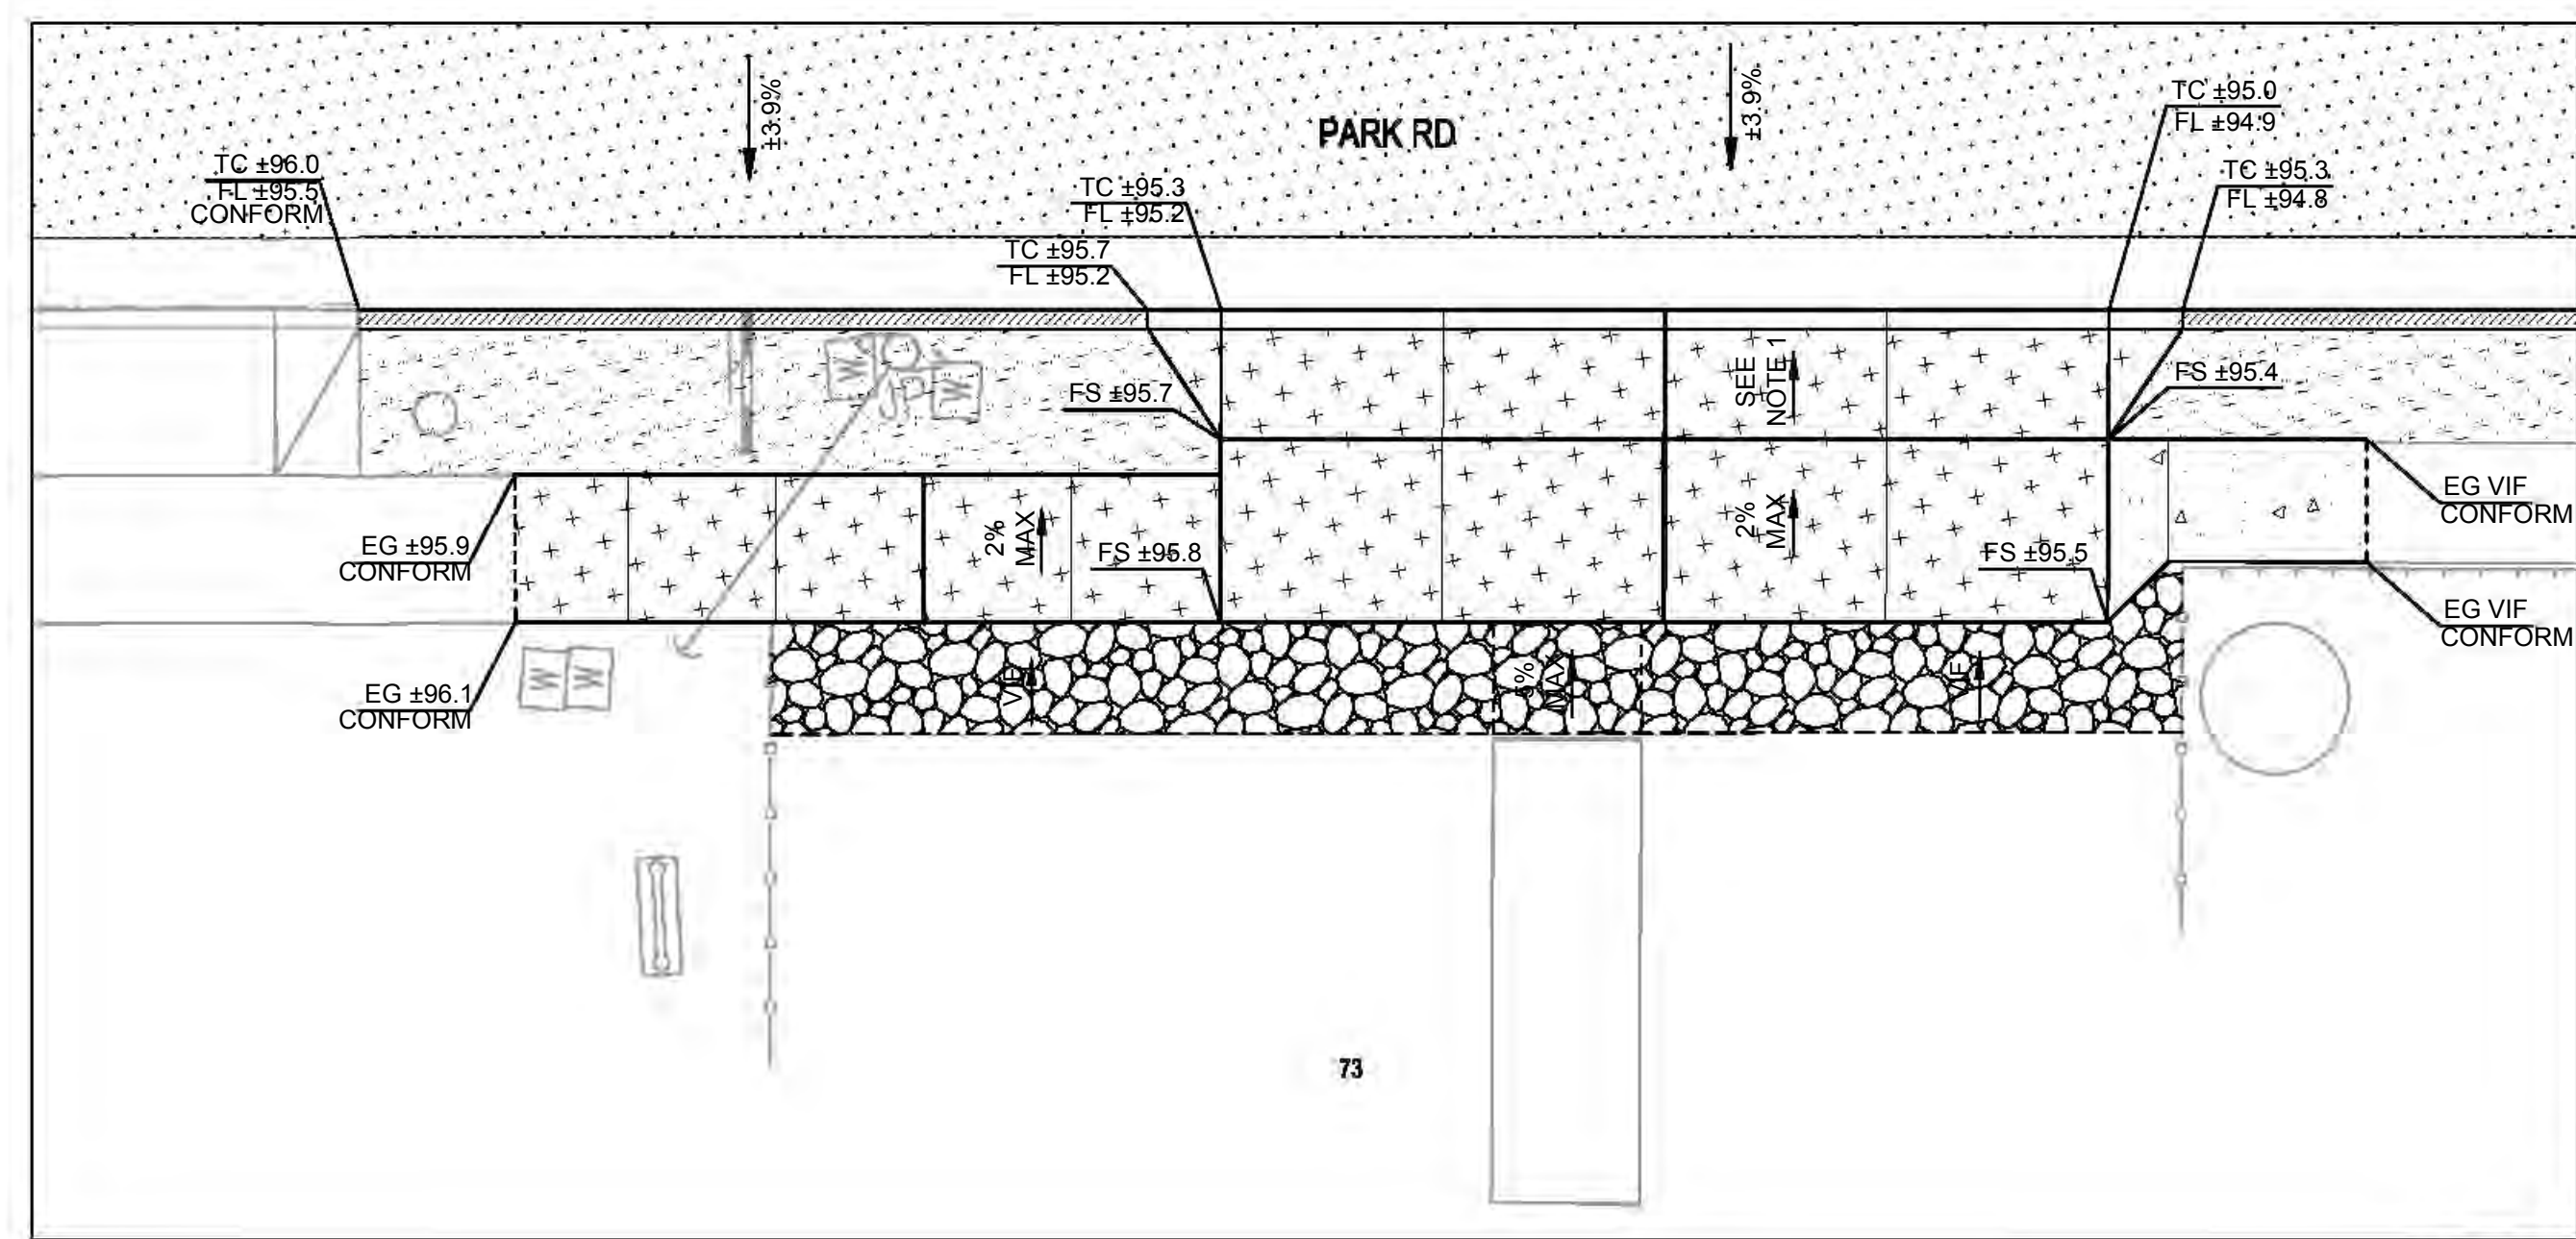 ±3.9%
PARK RD
±3.9%
TC ±95.0
FL ±94.9
TC ±96.0
FL ±95.5
CONFORM
TC ±95.3
FL ±95.2
TC ±95.3
FL ±94.8
TC ±95.7
FL ±95.2
W
W
FS ±95.7
SEE
NOTE 1
FS ±95.4
EG ±95.9
CONFORM
2%
MAX
FS ±95.8
2%
MAX
FS ±95.5
EG VIF
CONFORM
EG VIF
CONFORM
EG ±96.1
CONFORM
W
W
VIF
MAX
VIF
73